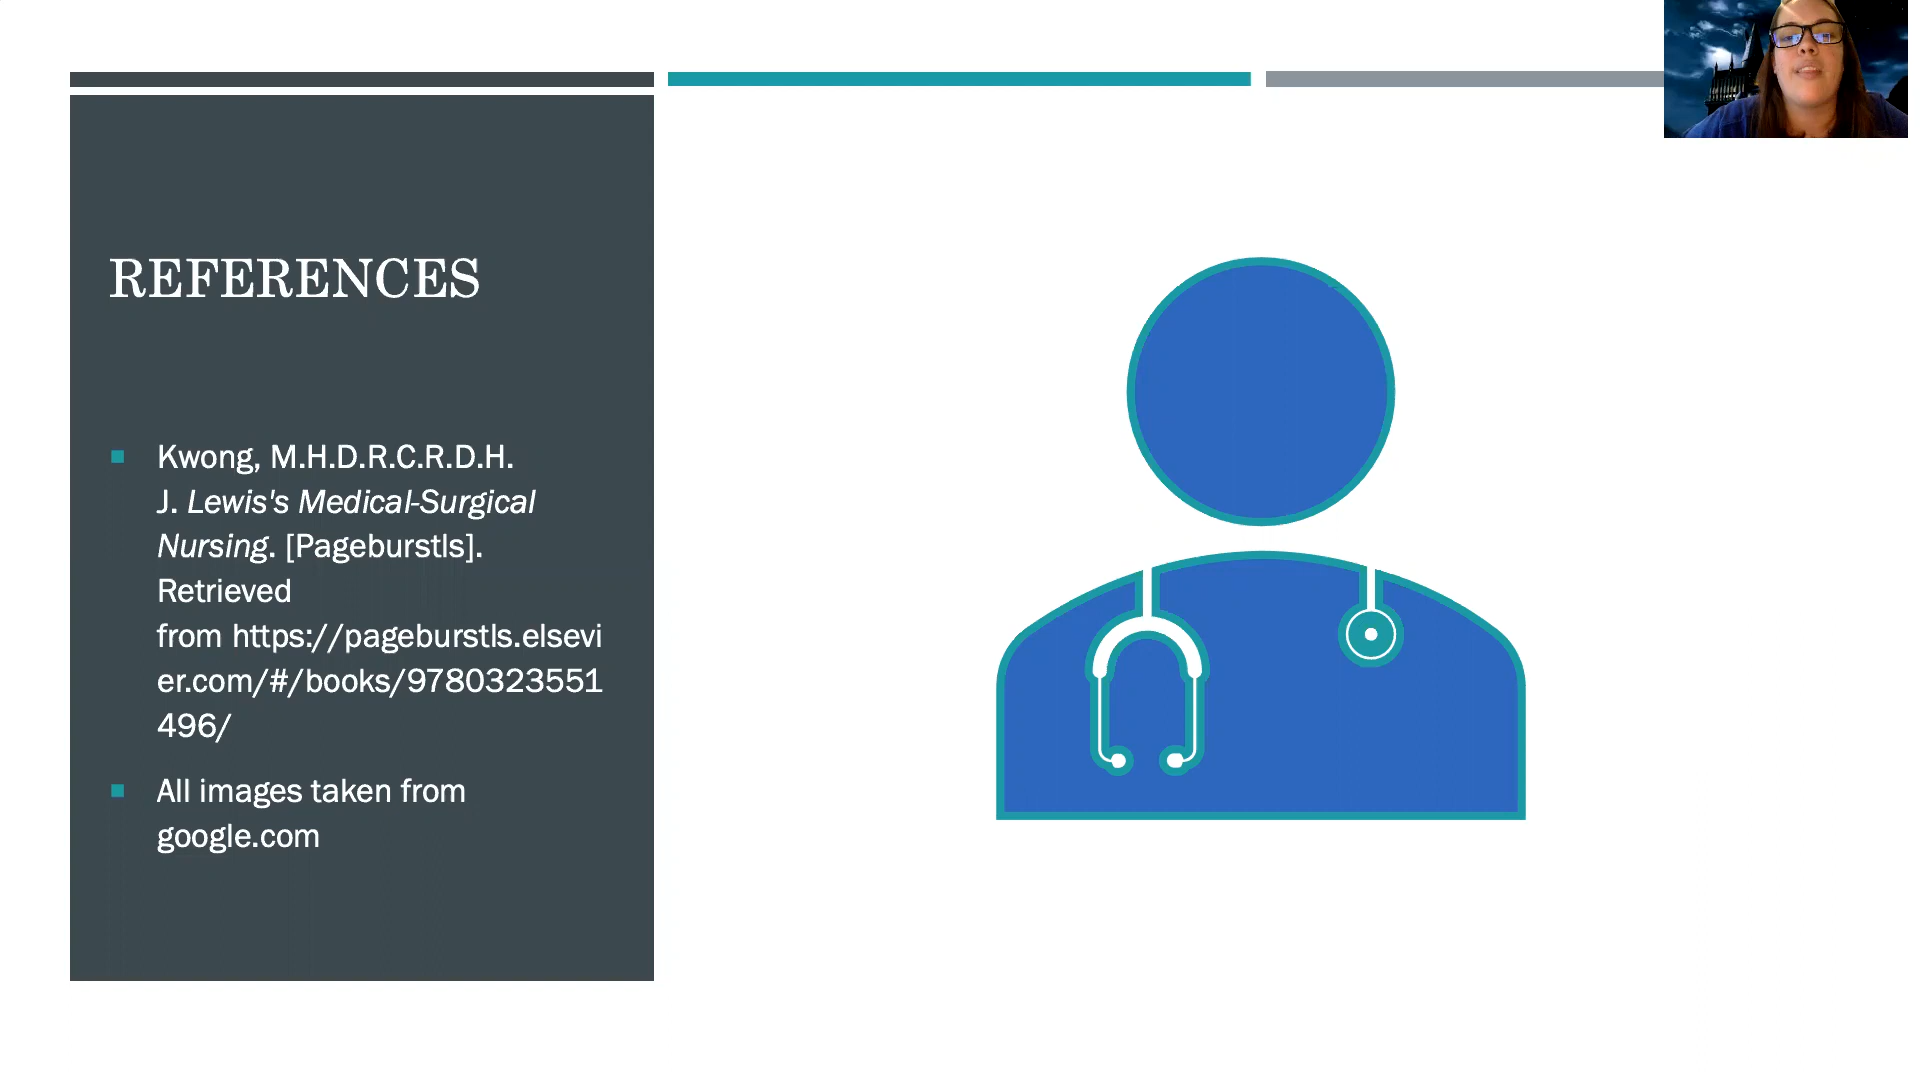 REFERENCES
Kwong, M.H.D.R.C.R.D.H.
J. Lewis's Medical-Surgical
Nursing. [Pageburstls].
Retrieved
from https://pageburstls.elsevi
er.com/#/books/9780323551
496/
All images taken from
google.com